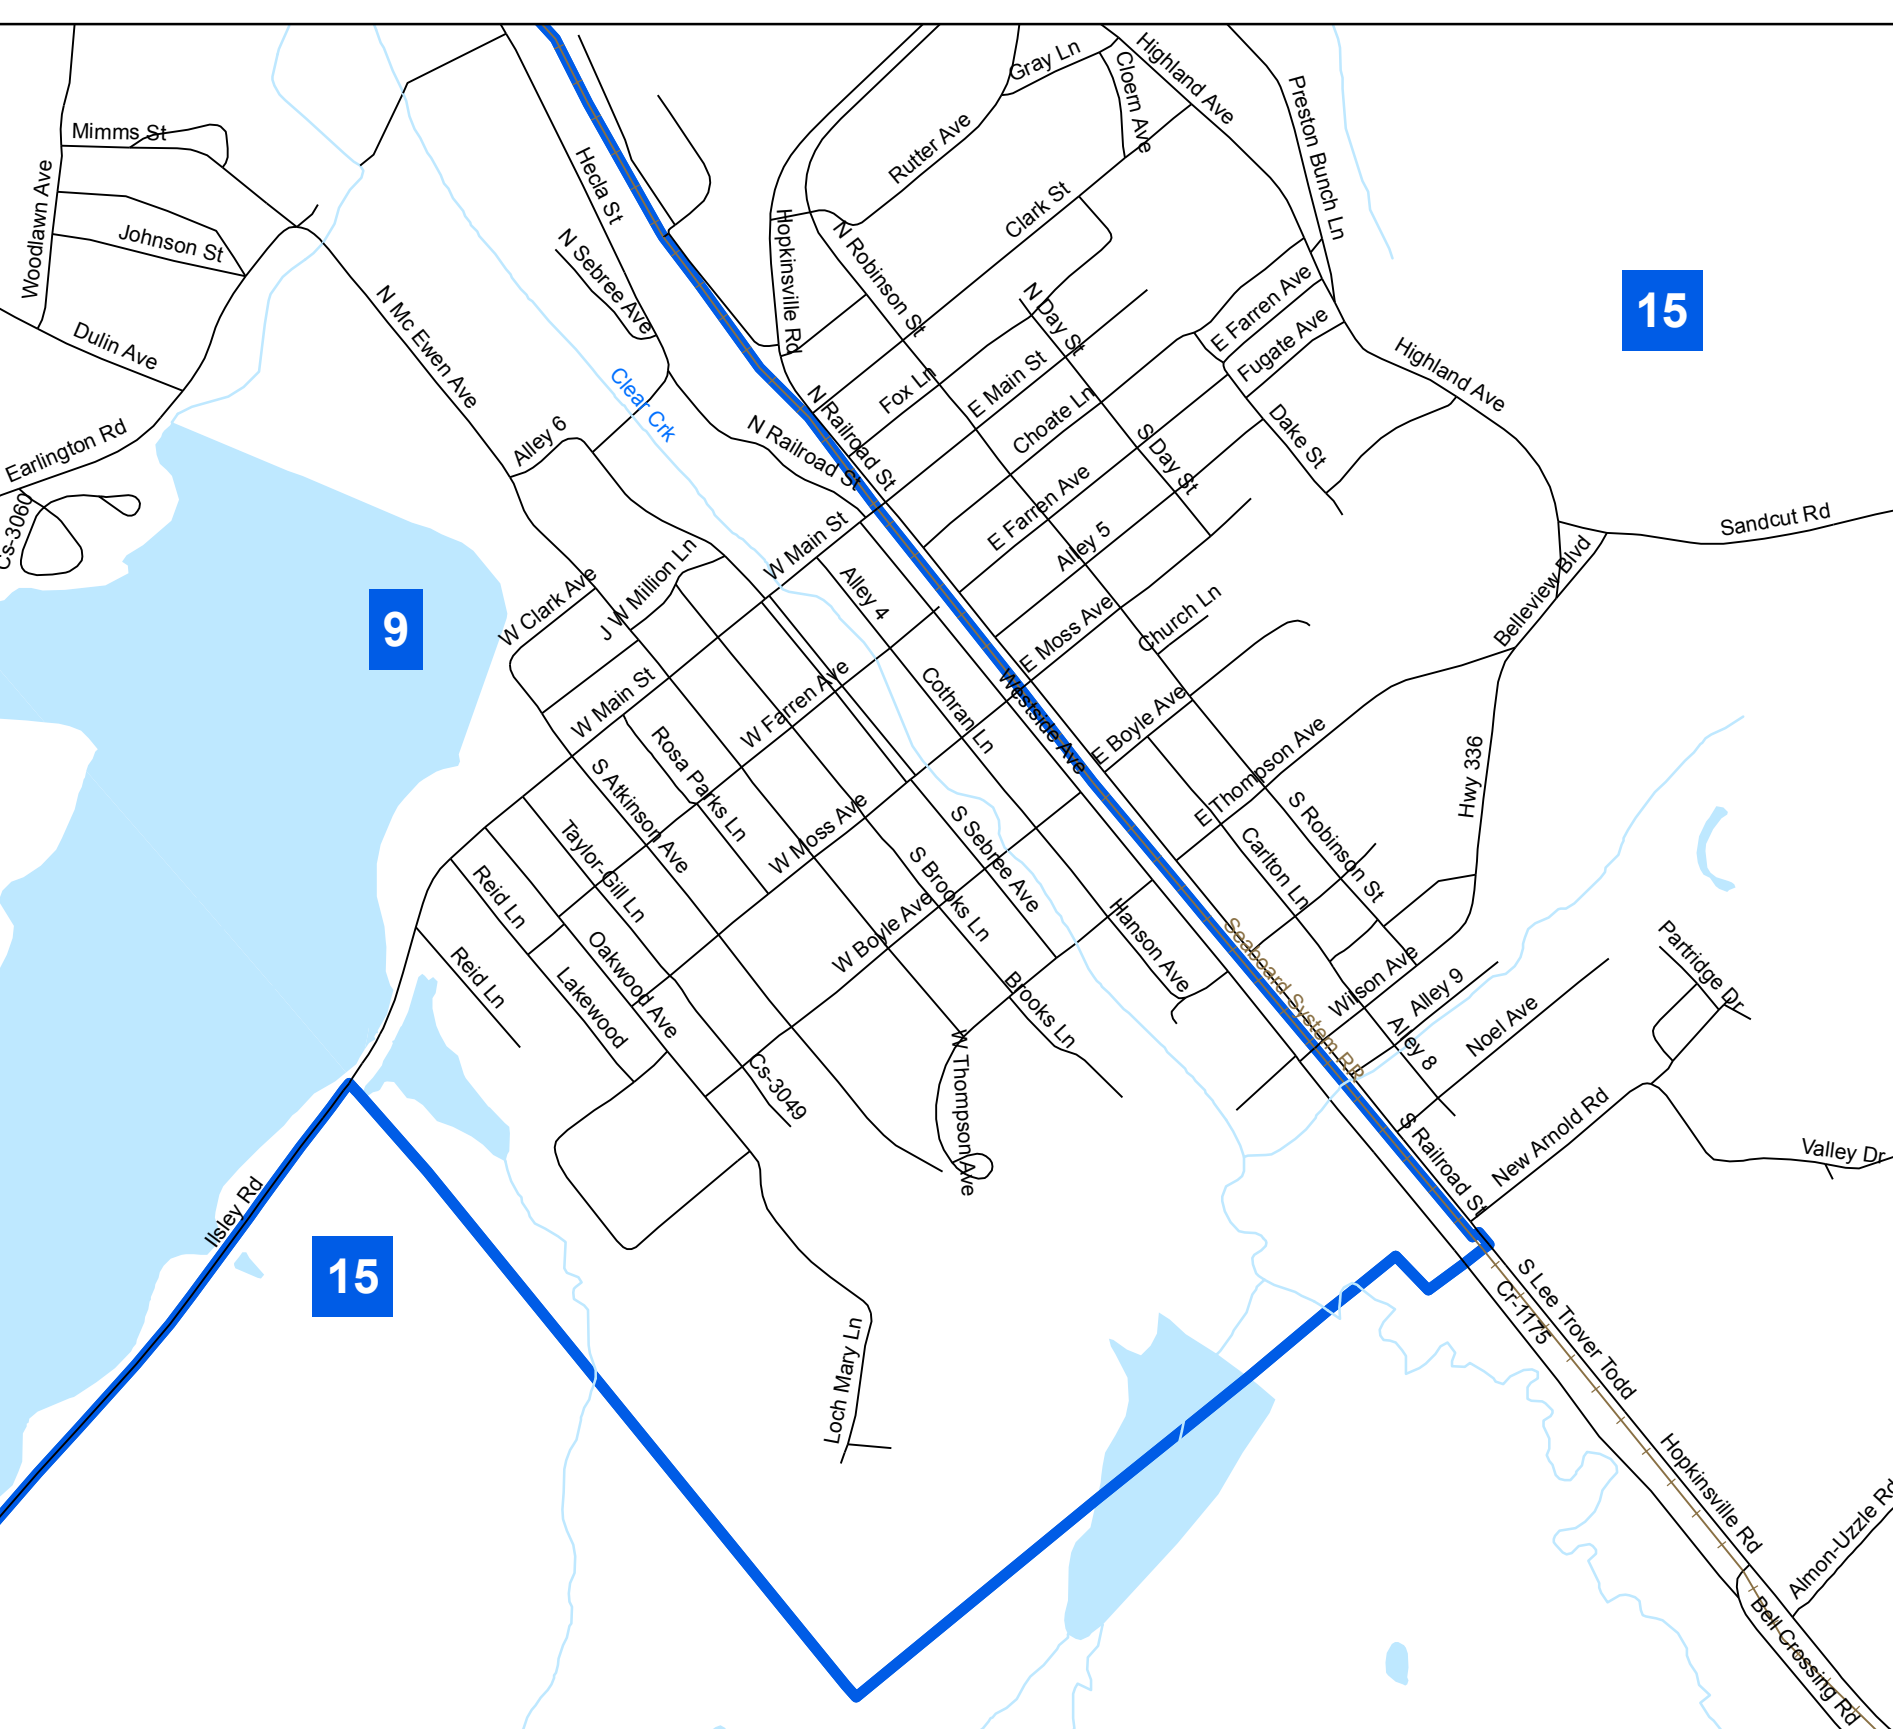 Gray Ln
Highland Ave
Cloern Ave
Preston Bunch Ln
Mimms St
Rutter Ave
Hecla St
Woodlawn Ave
Clark St
Johnson St
N Sebree Ave
Hopkinsville Rd
N Robinson St
15
N Mc Ewen Ave
N Day St
E Farren Ave
Fugate Ave
Dulin Ave
Highland Ave
Clear Crk
Fox Ln
E Main St
Choate Ln
N Railroad St
N Railroad St
Dake St
Earlington Rd
Alley 6
S Day St
E Farren Ave
Cs-3060
Sandcut Rd
W Main St
Alley 5
J W Million Ln
W Clark Ave
Alley 4
Belleview Blvd
9
E Moss Ave
Church Ln
W Main St
W Farren Ave
Cothran Ln
Westside Ave
E Boyle Ave
Rosa Parks Ln
S Atkinson Ave
E Thompson Ave
Hwy 336
W Moss Ave
S Sebree Ave
S Robinson St
Taylor-Gill Ln
S Brooks Ln
Carlton Ln
Reid Ln
W Boyle Ave
Hanson Ave
Seaboard System RR
Oakwood Ave
Reid Ln
Lakewood
Brooks Ln
Wilson Ave
Alley 9
Partridge Dr
Noel Ave
Alley 8
Cs-3049
W Thompson Ave
S Railroad St
New Arnold Rd
Valley Dr
Ilsley Rd
15
S Lee Trover Todd
Cr-1175
Loch Mary Ln
Hopkinsville Rd
Almon-Uzzle Rd
Bell Crossing Rd